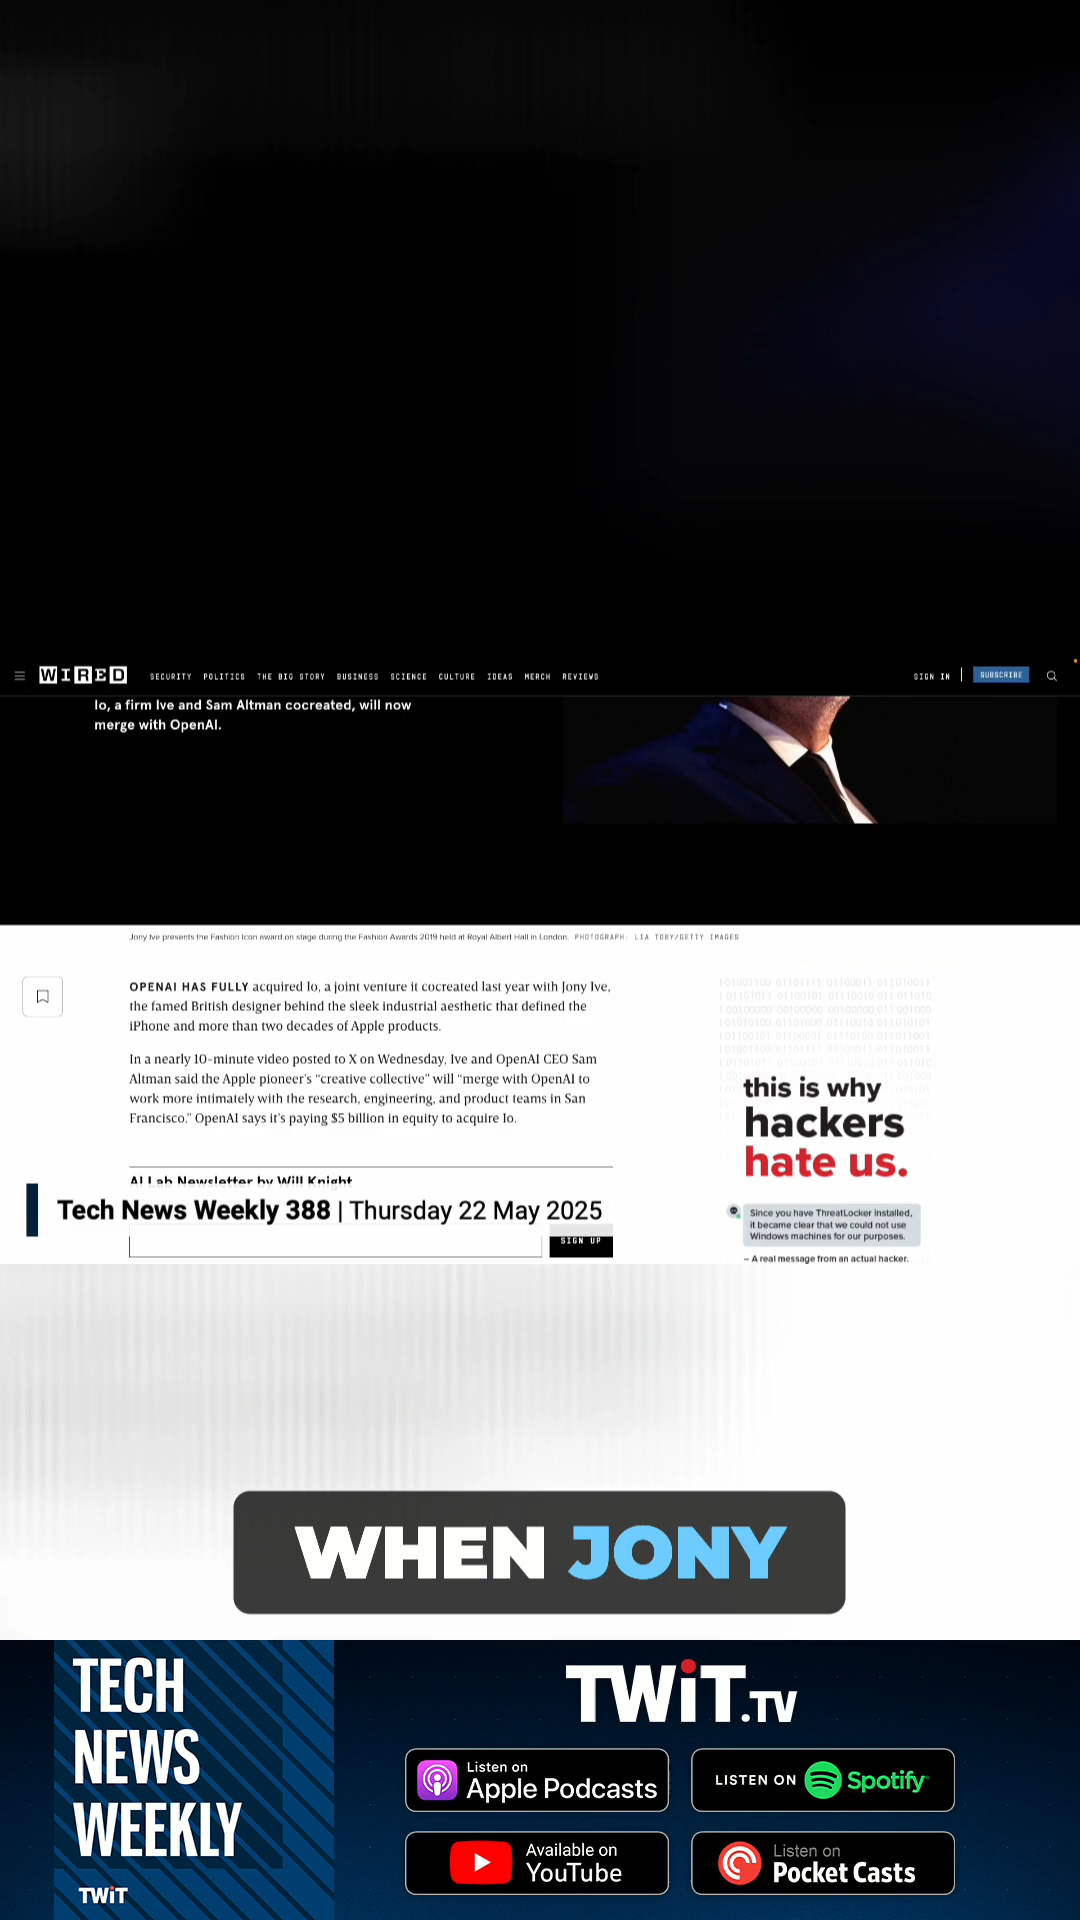 WIRED
SECURITY POLITICS THE BIG STORY BUSINESS SCIENCE CULTURE IDEAS MERCH REVIEWS
SIGN IN
SUBSCRIBE
Io, a firm Ive and Sam Altman cocreated, will now
merge with OpenAI.
Jony Ive presents the Fashion Icon award on stage during the Fashion Awards 2019 held at Royal Albert Hall in London. PHOTOGRAPH: LIA TOBY/GETTY IMAGES
OPENAI HAS FULLY acquired Io, a joint venture it cocreated last year with Jony Ive,
the famed British designer behind the sleek industrial aesthetic that defined the
iPhone and more than two decades of Apple products.
In a nearly 10-minute video posted to X on Wednesday, Ive and OpenAI CEO Sam
Altman said the Apple pioneer's “creative collective” will “merge with OpenAI to
work more intimately with the research, engineering, and product teams in San
Francisco.” OpenAI says it's paying $5 billion in equity to acquire Io.
AI Lab Newsletter by Will Knight
SIGN UP
this is why
hackers
hate us.
Since you have ThreatLocker installed,
it became clear that we could not use
Windows machines for our purposes.
– A real message from an actual hacker.
Tech News Weekly 388 | Thursday 22 May 2025
WHEN JONY
TECH
NEWS
WEEKLY
TWiT
TWiT.TV
Listen on
Apple Podcasts
LISTEN ON Spotify
Available on
YouTube
Listen on
Pocket Casts